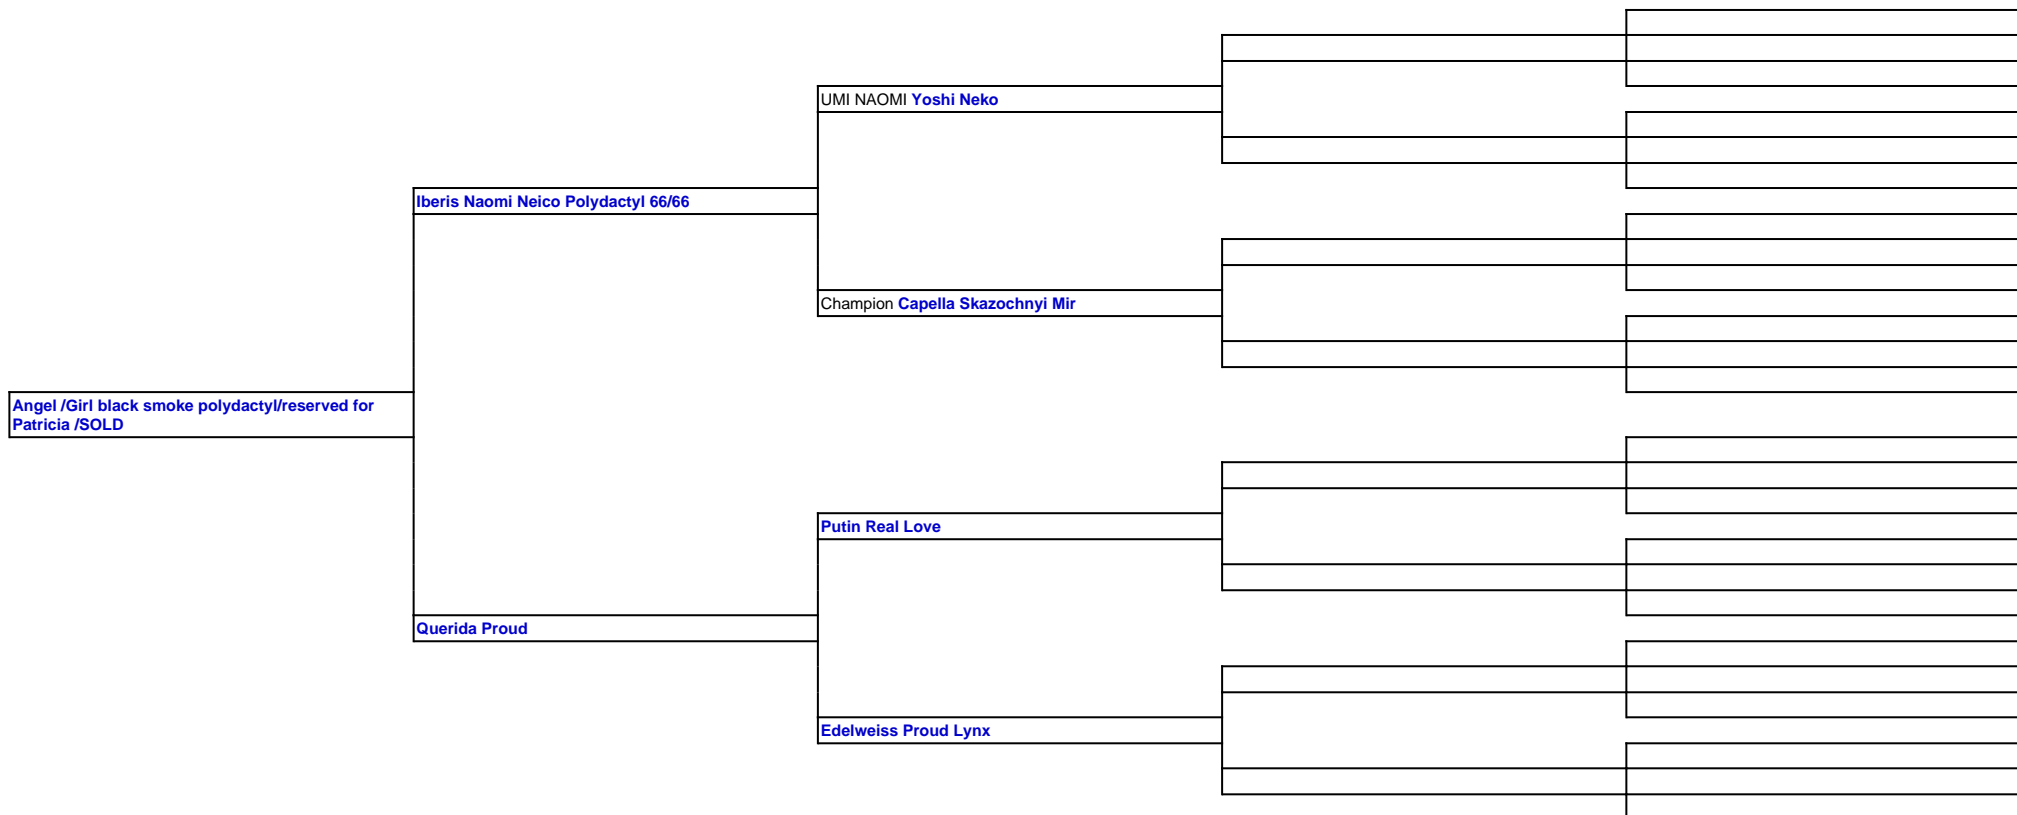 UMI NAOMI Yoshi Neko
Iberis Naomi Neico Polydactyl 66/66
Champion Capella Skazochnyi Mir
Angel /Girl black smoke polydactyl/reserved for
Patricia /SOLD
Putin Real Love
Querida Proud
Edelweiss Proud Lynx